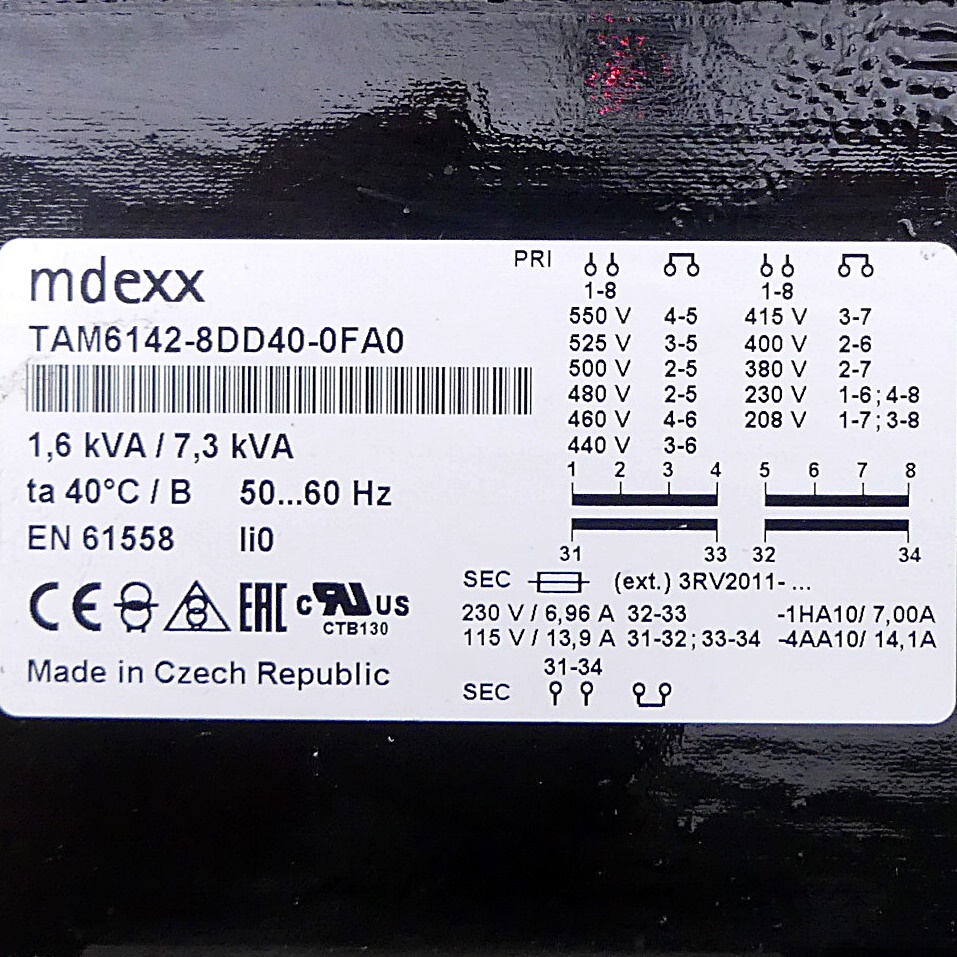 mdexx
TAM6142-8DD40-0FA0
1,6 kVA / 7,3 kVA
ta 40°C / B 50...60 Hz
EN 61558 Ii0
CE EAC c RU US
CTB130
Made in Czech Republic
PRI
1-8 1-8
550 V 4-5 415 V 3-7
525 V 3-5 400 V 2-6
500 V 2-5 380 V 2-7
480 V 2-5 230 V 1-6 ; 4-8
460 V 4-6 208 V 1-7 ; 3-8
440 V 3-6
1 2 3 4 5 6 7 8
31 33 32 34
SEC (ext.) 3RV2011- ...
230 V / 6,96 A 32-33 -1HA10/ 7,00A
115 V / 13,9 A 31-32 ; 33-34 -4AA10/ 14,1A
31-34
SEC